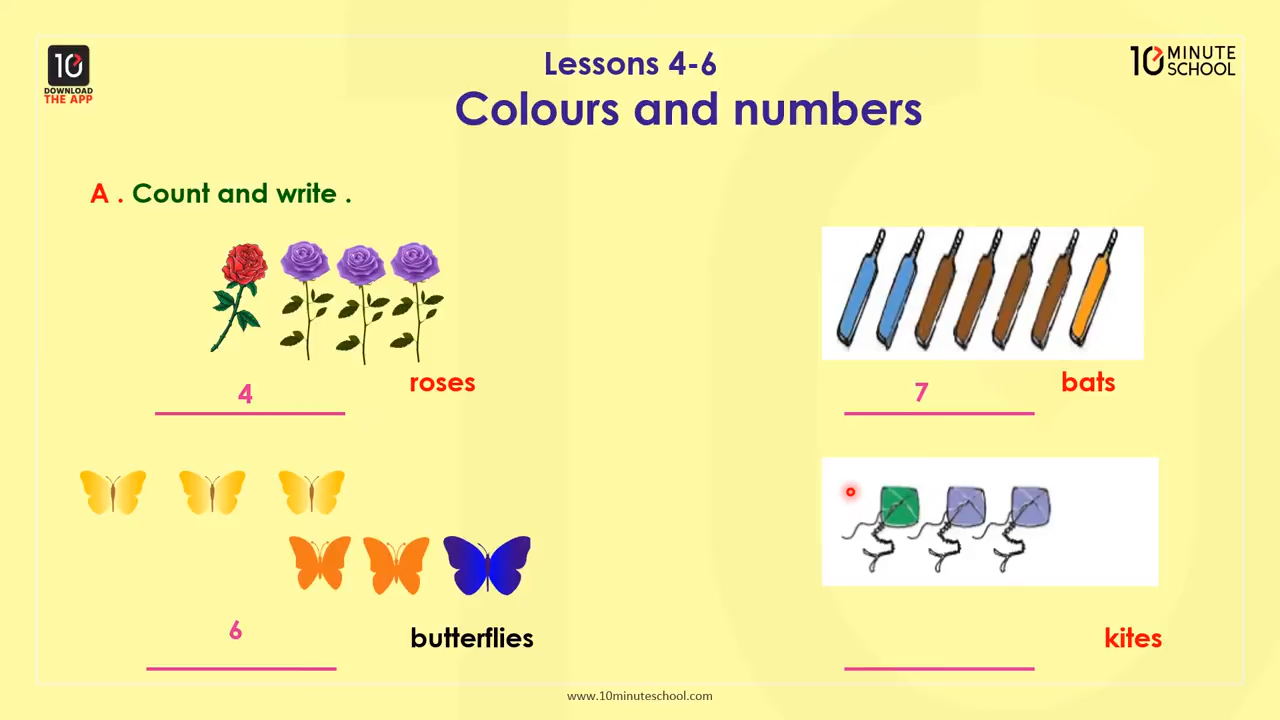 10
DOWNLOAD
THE APP
Lessons 4-6
10 MINUTE
SCHOOL
Colours and numbers
A . Count and write .
4 roses
7 bats
6 butterflies
kites
www.10minuteschool.com